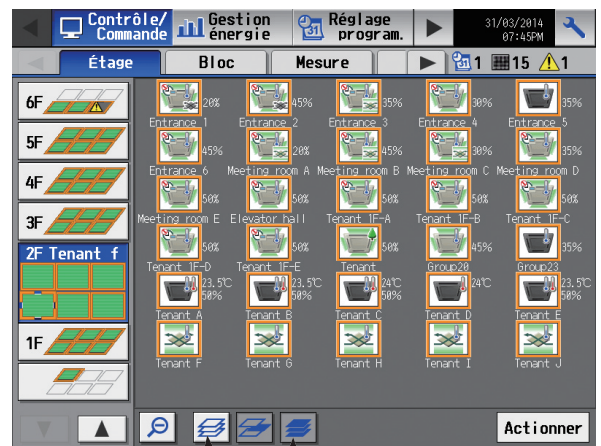 Contrôle/
Commande
Gestion
énergie
31
Réglage
program.
31/03/2014
07:45PM
Étage
Bloc
Mesure
31 1
15
1
6F
20%
45%
35%
30%
35%
Entrance 1
Entrance 2
Entrance 3
Entrance 4
Entrance 5
5F
45%
20%
45%
30%
35%
Entrance 6
Meeting room A
Meeting room B
Meeting room C
Meeting room D
4F
50%
50%
50%
50%
50%
Meeting room E
Elevator hall
Tenant 1F-A
Tenant 1F-B
Tenant 1F-C
3F
50%
50%
50%
45%
35%
Tenant 1F-D
Tenant 1F-E
Tenant
Group20
Group23
2F Tenant f
23.5℃
50%
23.5℃
50%
24℃
50%
24℃
23.5℃
50%
Tenant A
Tenant B
Tenant C
Tenant D
Tenant E
1F
Tenant F
Tenant G
Tenant H
Tenant I
Tenant J
Actionner